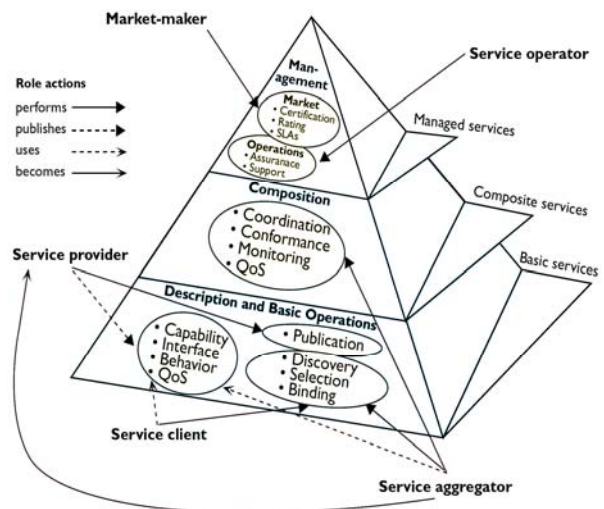 Market-maker
Service operator
Role actions
performs
publishes
uses
becomes
Man-
agement
Market
• Certification
• Rating
• SLAs
Operations
• Assuranace
• Support
Managed services
Composition
• Coordination
• Conformance
• Monitoring
• QoS
Composite services
Service provider
Basic services
Description and Basic Operations
• Capability
• Interface
• Behavior
• QoS
• Publication
• Discovery
• Selection
• Binding
Service client
Service aggregator